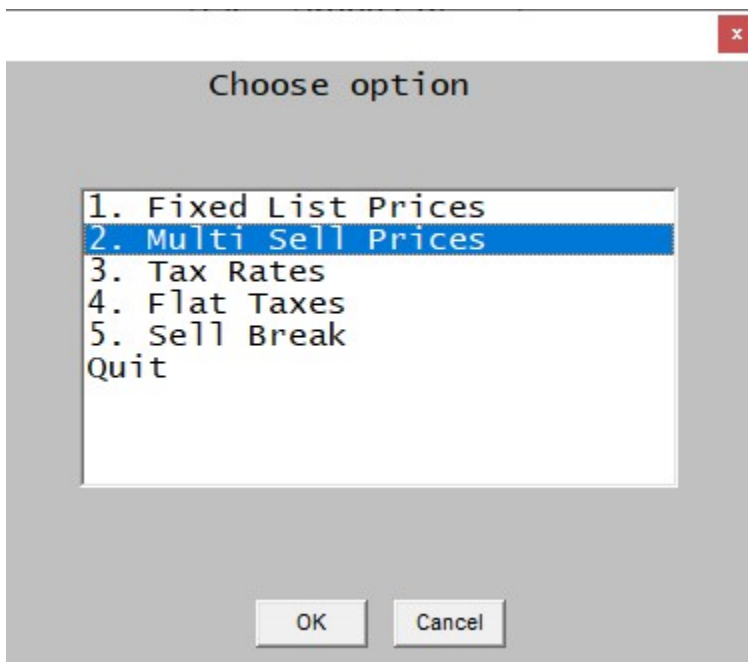 x
Choose option
1. Fixed List Prices
2. Multi Sell Prices
3. Tax Rates
4. Flat Taxes
5. Sell Break
Quit
OK Cancel